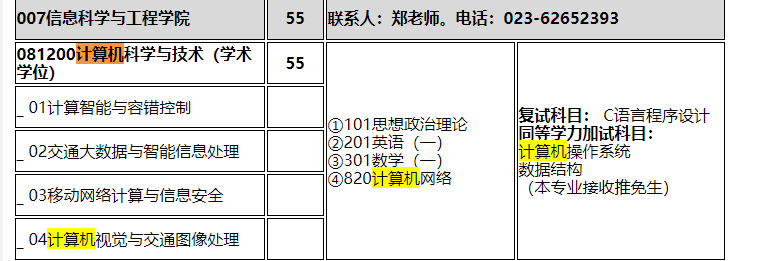 007信息科学与工程学院 55 联系人：郑老师。电话：023-62652393
081200计算机科学与技术（学术
学位）
55
_ 01计算智能与容错控制
_ 02交通大数据与智能信息处理
_ 03移动网络计算与信息安全
_ 04计算机视觉与交通图像处理
①101思想政治理论
②201英语（一）
③301数学（一）
④820计算机网络
复试科目： C语言程序设计
同等学力加试科目：
计算机操作系统
数据结构
（本专业接收推免生）